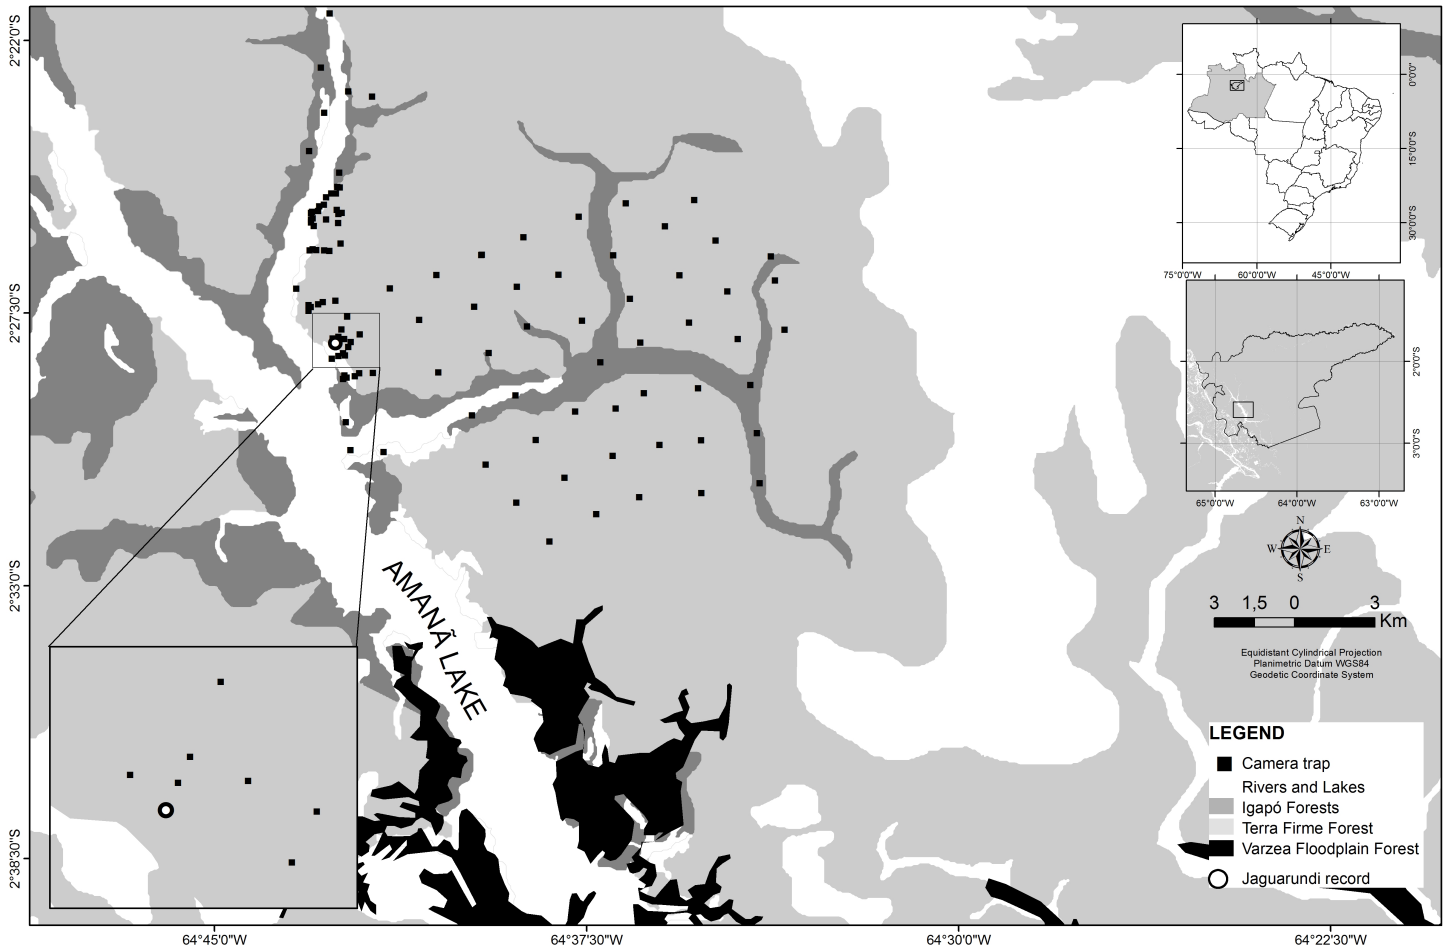 2°22'0"S
2°27'30"S
2°33'0"S
2°38'30"S
64°45'0"W
64°37'30"W
64°30'0"W
64°22'30"W
AMANÃ LAKE
0°0'0"
15°0'0"S
30°0'0"S
75°0'0"W
60°0'0"W
45°0'0"W
2°0'0"S
3°0'0"S
65°0'0"W
64°0'0"W
63°0'0"W
N
W
E
S
3 1,5 0 3
Km
Equidistant Cylindrical Projection
Planimetric Datum WGS84
Geodetic Coordinate System
LEGEND
Camera trap
Rivers and Lakes
Igapó Forests
Terra Firme Forest
Varzea Floodplain Forest
Jaguarundi record